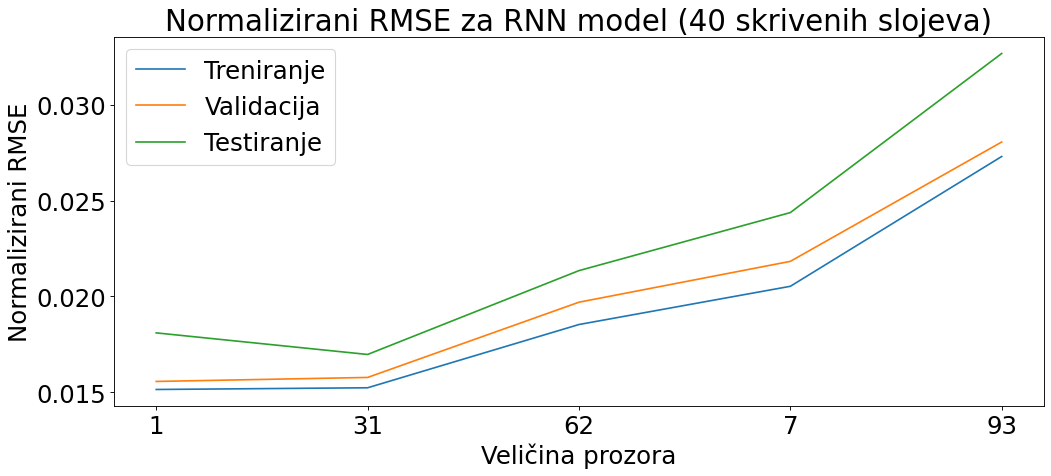 Normalizirani RMSE za RNN model (40 skrivenih slojeva)
Treniranje
Validacija
Testiranje
Normalizirani RMSE
0.030
0.025
0.020
0.015
1 31 62 7 93
Veličina prozora